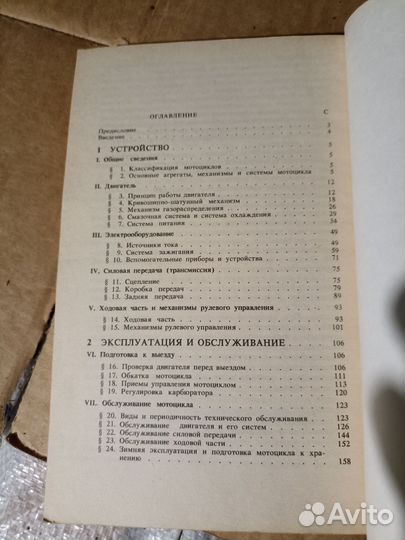 ОГЛАВЛЕНИЕ С
Предисловие 3
Введение 4
1 УСТРОЙСТВО 5
I. Общие сведения 5
§ 1. Классификация мотоциклов 5
§ 2. Основные агрегаты, механизмы и системы мотоцикла 5
II. Двигатель 12
§ 3. Принцип работы двигателя 12
§ 4. Кривошипно-шатунный механизм 18
§ 5. Механизм газораспределения 26
§ 6. Смазочная система и система охлаждения 29
§ 7. Система питания 34
III. Электрооборудование 49
§ 8. Источники тока 49
§ 9. Система зажигания 59
§ 10. Вспомогательные приборы и устройства 71
IV. Силовая передача (трансмиссия) 75
§ 11. Сцепление 75
§ 12. Коробка передач 79
§ 13. Задняя передача 89
V. Ходовая часть и механизмы рулевого управления 93
§ 14. Ходовая часть 93
§ 15. Механизмы рулевого управления 101
2 ЭКСПЛУАТАЦИЯ И ОБСЛУЖИВАНИЕ 106
VI. Подготовка к выезду 106
§ 16. Проверка двигателя перед выездом 106
§ 17. Обкатка мотоцикла 111
§ 18. Приемы управления мотоциклом 113
§ 19. Регулировка карбюратора 120
VII. Обслуживание мотоцикла 123
§ 20. Виды и периодичность технического обслуживания 123
§ 21. Обслуживание двигателя и его систем 126
§ 22. Обслуживание силовой передачи 144
§ 23. Обслуживание ходовой части 152
§ 24. Зимняя эксплуатация и подготовка мотоцикла к хра-
нению 158
Avito